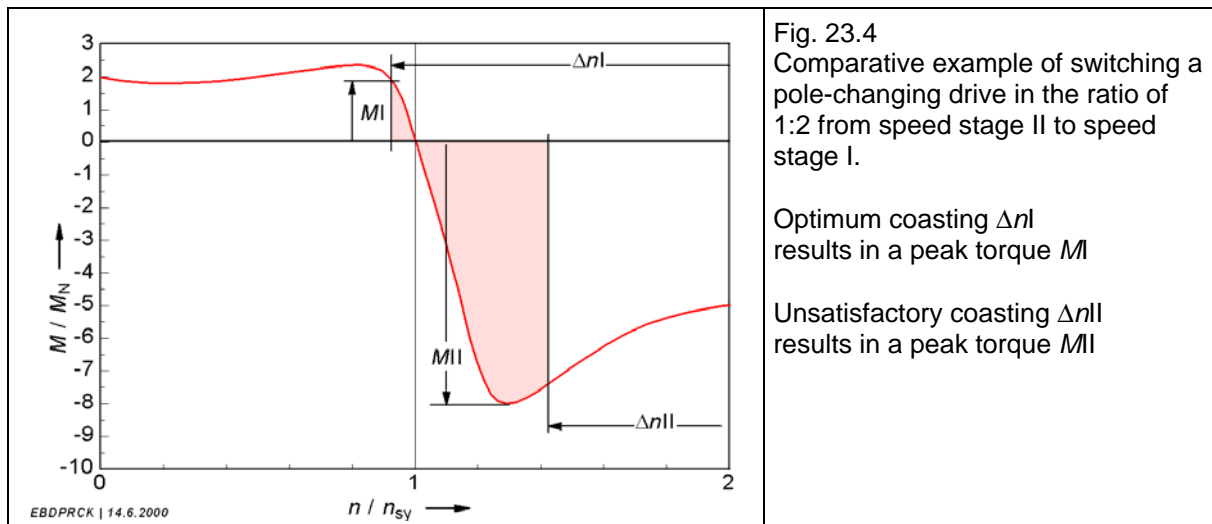 3
2
1
0
-1
-2
-3
-4
-5
-6
-7
-8
-9
-10
M / M_N
ΔnI
MI
MII
ΔnII
0
1
2
n / n_sy
EBDPRCK | 14.6.2000
Fig. 23.4
Comparative example of switching a
pole-changing drive in the ratio of
1:2 from speed stage II to speed
stage I.
Optimum coasting ΔnI
results in a peak torque MI
Unsatisfactory coasting ΔnII
results in a peak torque MII